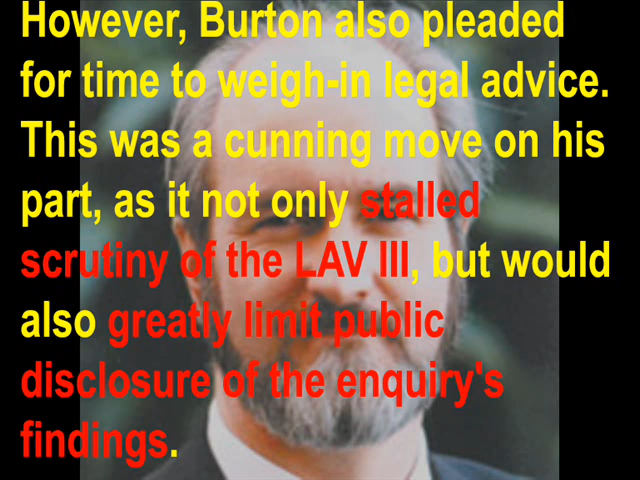 However, Burton also pleaded
for time to weigh-in legal advice.
This was a cunning move on his
part, as it not only stalled
scrutiny of the LAV III, but would
also greatly limit public
disclosure of the enquiry's
findings.